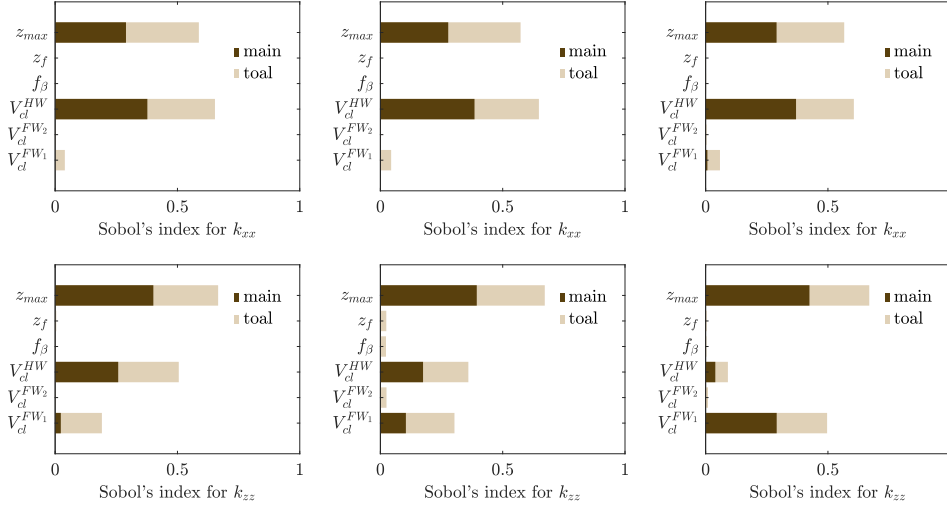 z_max
z_f
f_β
V_cl^HW
V_cl^FW₂
V_cl^FW₁
main
toal
0 0.5 1
Sobol's index for k_xx
z_max
z_f
f_β
V_cl^HW
V_cl^FW₂
V_cl^FW₁
main
toal
0 0.5 1
Sobol's index for k_xx
z_max
z_f
f_β
V_cl^HW
V_cl^FW₂
V_cl^FW₁
main
toal
0 0.5
Sobol's index for k_xx
z_max
z_f
f_β
V_cl^HW
V_cl^FW₂
V_cl^FW₁
main
toal
0 0.5 1
Sobol's index for k_zz
z_max
z_f
f_β
V_cl^HW
V_cl^FW₂
V_cl^FW₁
main
toal
0 0.5 1
Sobol's index for k_zz
z_max
z_f
f_β
V_cl^HW
V_cl^FW₂
V_cl^FW₁
main
toal
0 0.5
Sobol's index for k_zz